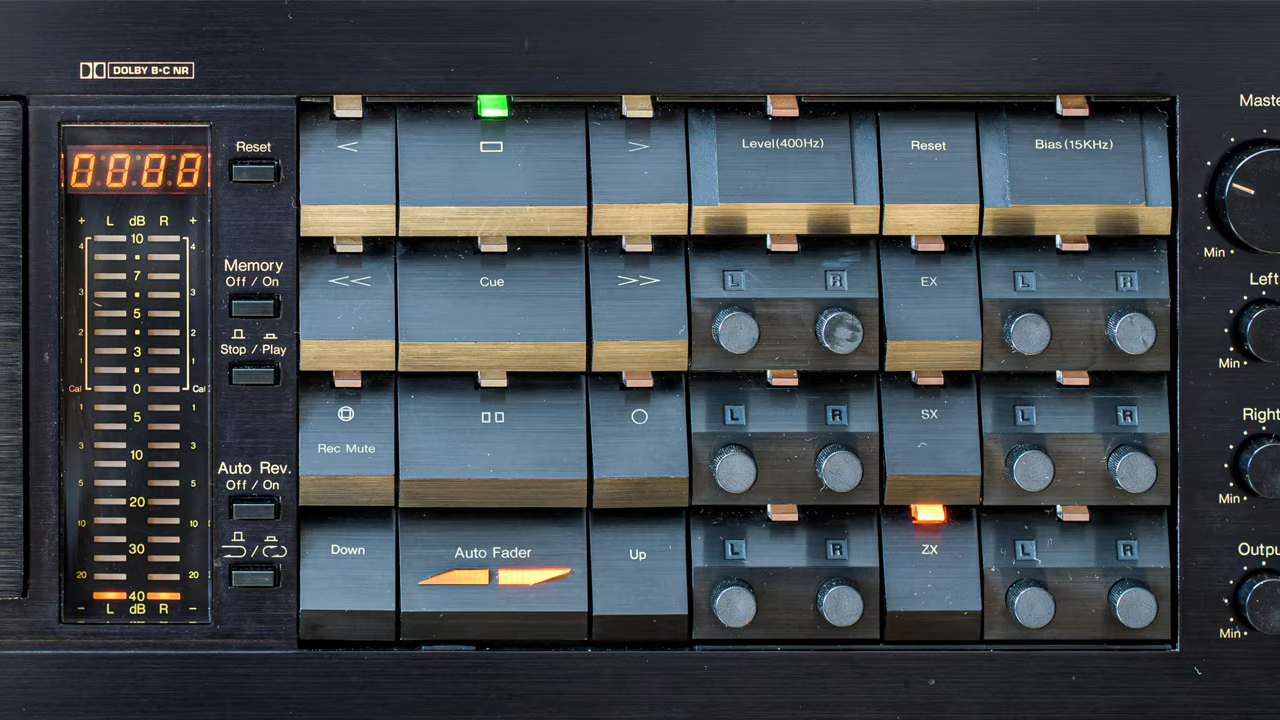 DOLBY B·C NR
0000
+ L dB R +
10
4 4
7
3 3
5
2 2
3
1 1
Cal 0 Cal
1 1
5
3 3
10
5 5
20
10 10
30
20 20
40
− L dB R −
Reset
Memory
Off / On
Stop / Play
Auto Rev.
Off / On
< > Level(400Hz) Reset Bias(15KHz)
<< Cue >> L R EX L R
Rec Mute L R SX L R
Down Auto Fader Up L R ZX L R
Maste
Min
Left
Min
Right
Min
Outpu
Min